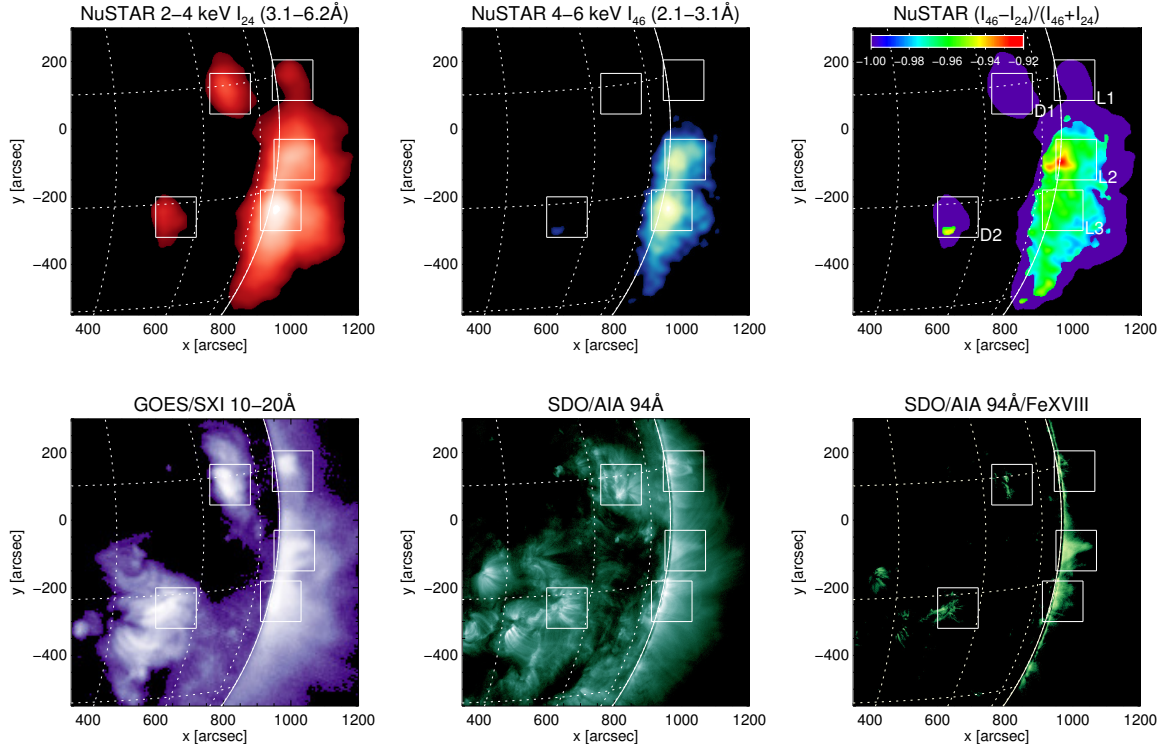 NuSTAR 2−4 keV I24 (3.1−6.2Å)
NuSTAR 4−6 keV I46 (2.1−3.1Å)
NuSTAR (I46−I24)/(I46+I24)
−1.00 −0.98 −0.96 −0.94 −0.92
L1
D1
L2
L3
D2
y [arcsec]
200
0
−200
−400
400 600 800 1000 1200
x [arcsec]
y [arcsec]
200
0
−200
−400
400 600 800 1000 1200
x [arcsec]
y [arcsec]
200
0
−200
−400
400 600 800 1000 1200
x [arcsec]
GOES/SXI 10−20Å
SDO/AIA 94Å
SDO/AIA 94Å/FeXVIII
y [arcsec]
200
0
−200
−400
400 600 800 1000 1200
x [arcsec]
y [arcsec]
200
0
−200
−400
400 600 800 1000 1200
x [arcsec]
y [arcsec]
200
0
−200
−400
400 600 800 1000 1200
x [arcsec]